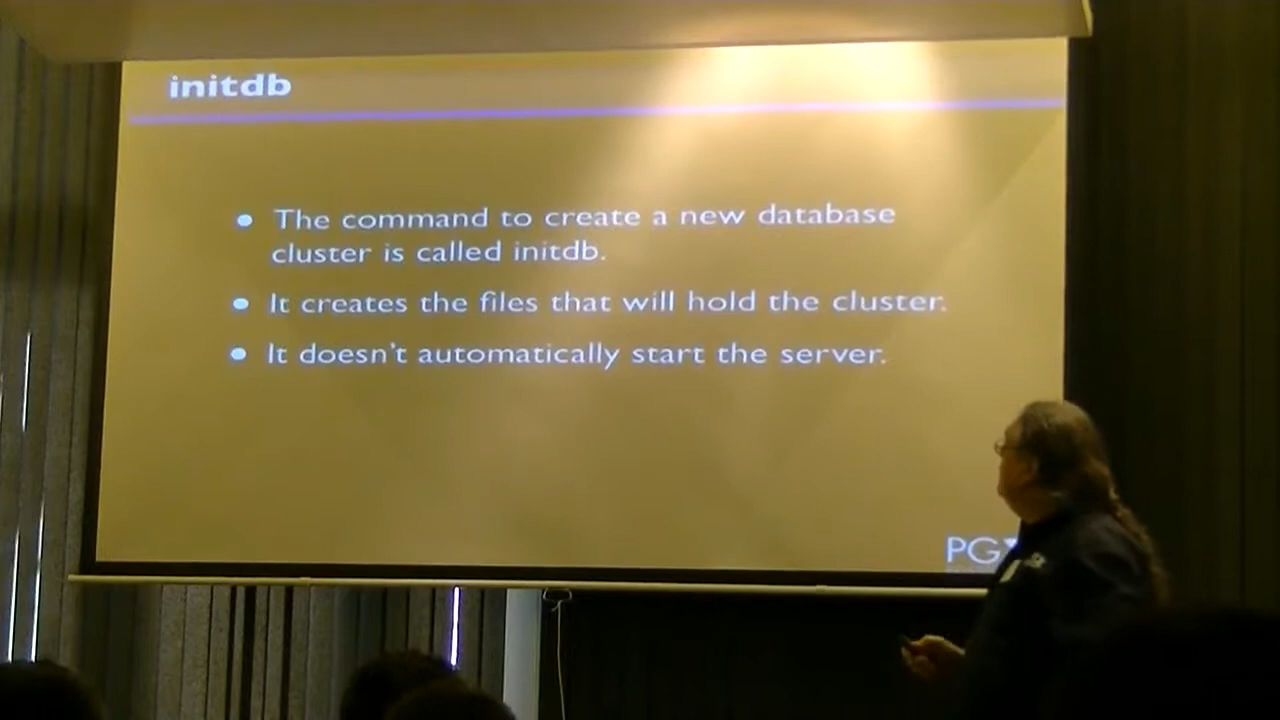 initdb
• The command to create a new database
cluster is called initdb.
• It creates the files that will hold the cluster.
• It doesn't automatically start the server.
PG